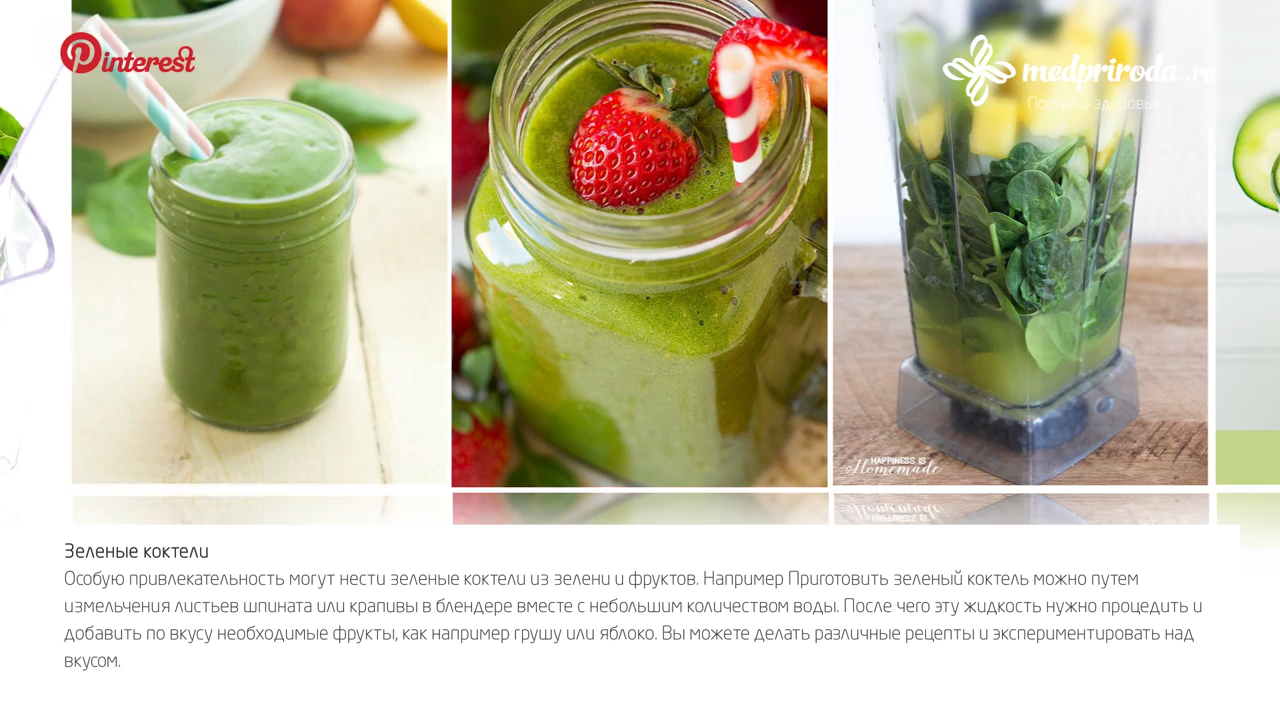 Pinterest
medpriroda.ru
Портал о здоровье
HAPPINESS IS
Homemade
Зеленые коктели
Особую привлекательность могут нести зеленые коктели из зелени и фруктов. Например Приготовить зеленый коктель можно путем
измельчения листьев шпината или крапивы в блендере вместе с небольшим количеством воды. После чего эту жидкость нужно процедить и
добавить по вкусу необходимые фрукты, как например грушу или яблоко. Вы можете делать различные рецепты и экспериментировать над
вкусом.